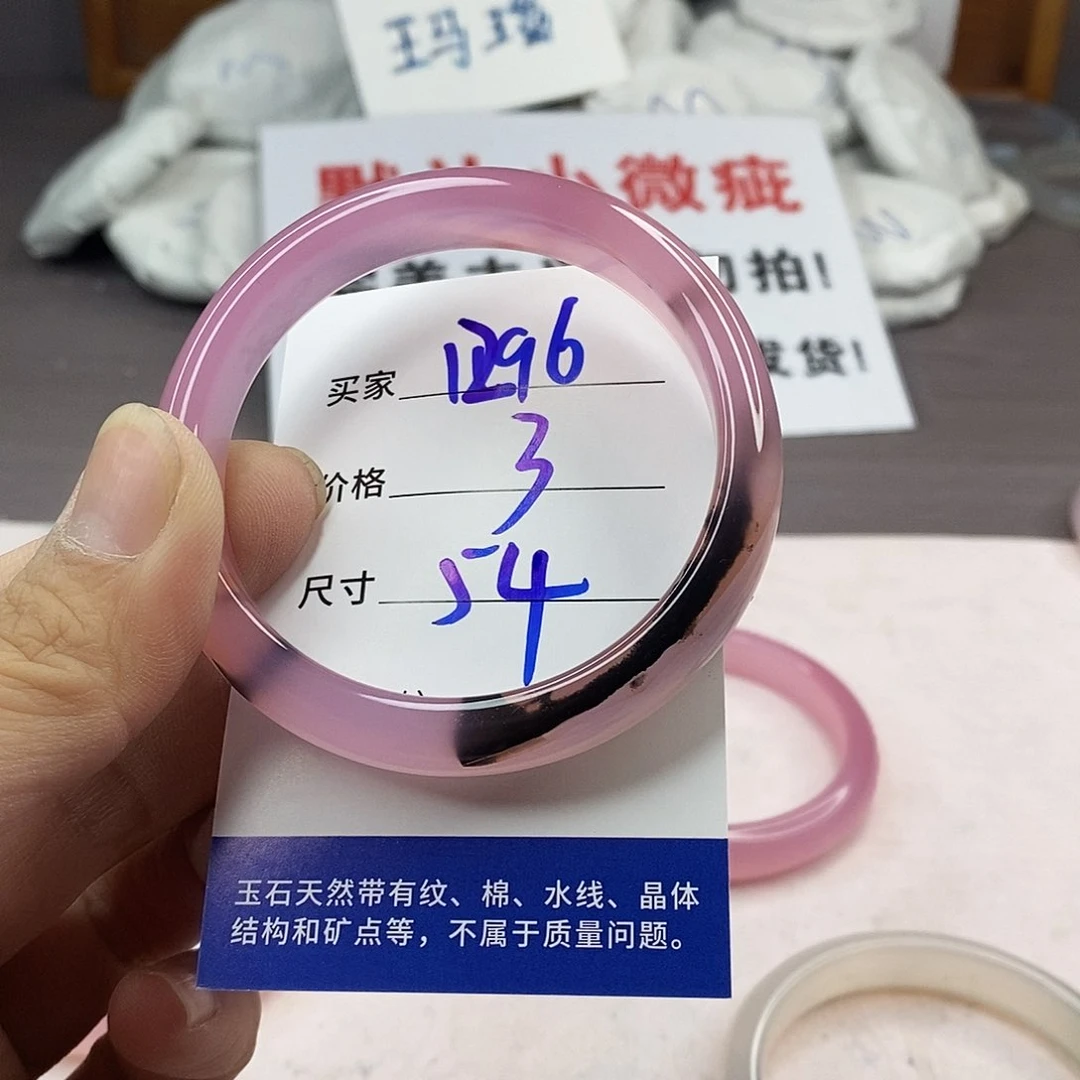 玛瑙
小微疵
勿拍!
发货!
买家 1296
价格 3
尺寸 54
玉石天然带有纹、棉、水线、晶体
结构和矿点等，不属于质量问题。